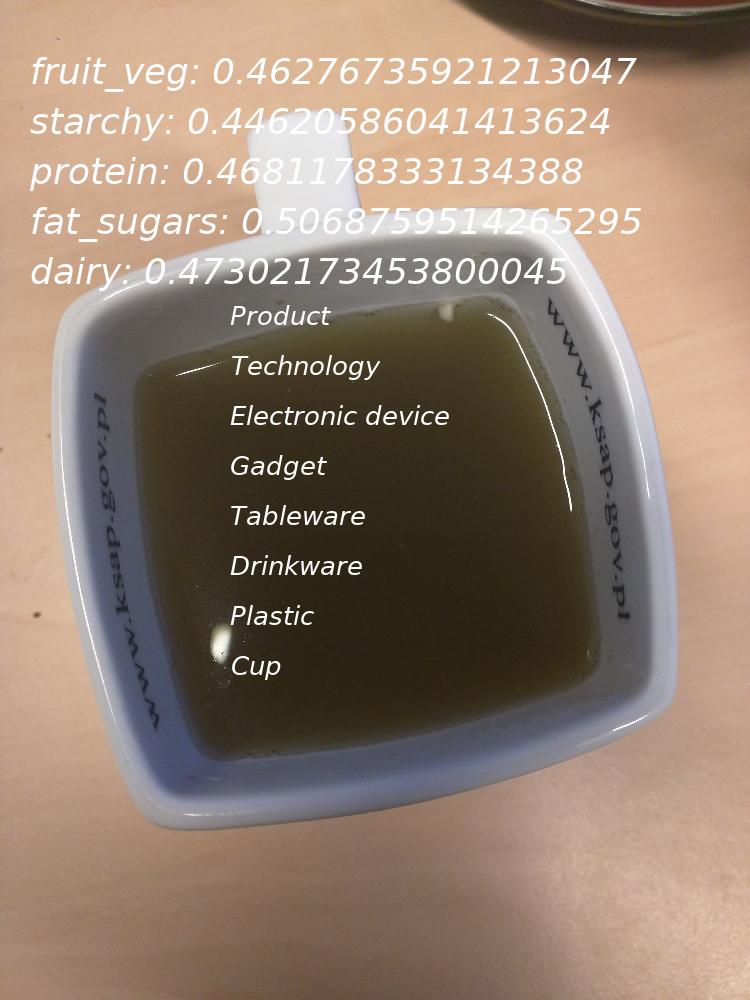 fruit_veg: 0.46276735921213047
starchy: 0.44620586041413624
protein: 0.4681178333134388
fat_sugars: 0.5068759514265295
dairy: 0.47302173453800045
Product
Technology
Electronic device
Gadget
Tableware
Drinkware
Plastic
Cup
www.ksap.gov.pl
www.ksap.gov.pl